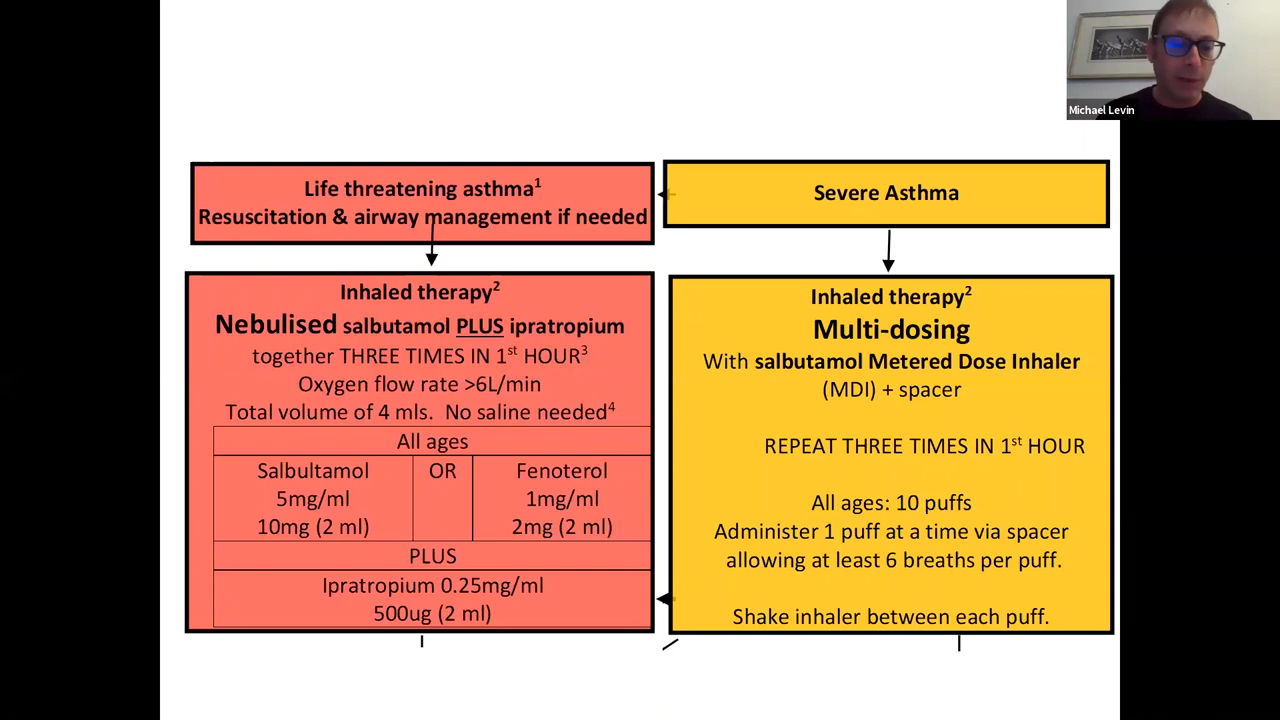 Michael Levin
Life threatening asthma¹
Resuscitation & airway management if needed
Inhaled therapy²
Nebulised salbutamol PLUS ipratropium
together THREE TIMES IN 1st HOUR³
Oxygen flow rate >6L/min
Total volume of 4 mls. No saline needed⁴
All ages
Salbultamol OR Fenoterol
5mg/ml 1mg/ml
10mg (2 ml) 2mg (2 ml)
PLUS
Ipratropium 0.25mg/ml
500ug (2 ml)
Severe Asthma
Inhaled therapy²
Multi-dosing
With salbutamol Metered Dose Inhaler
(MDI) + spacer
REPEAT THREE TIMES IN 1st HOUR
All ages: 10 puffs
Administer 1 puff at a time via spacer
allowing at least 6 breaths per puff.
Shake inhaler between each puff.